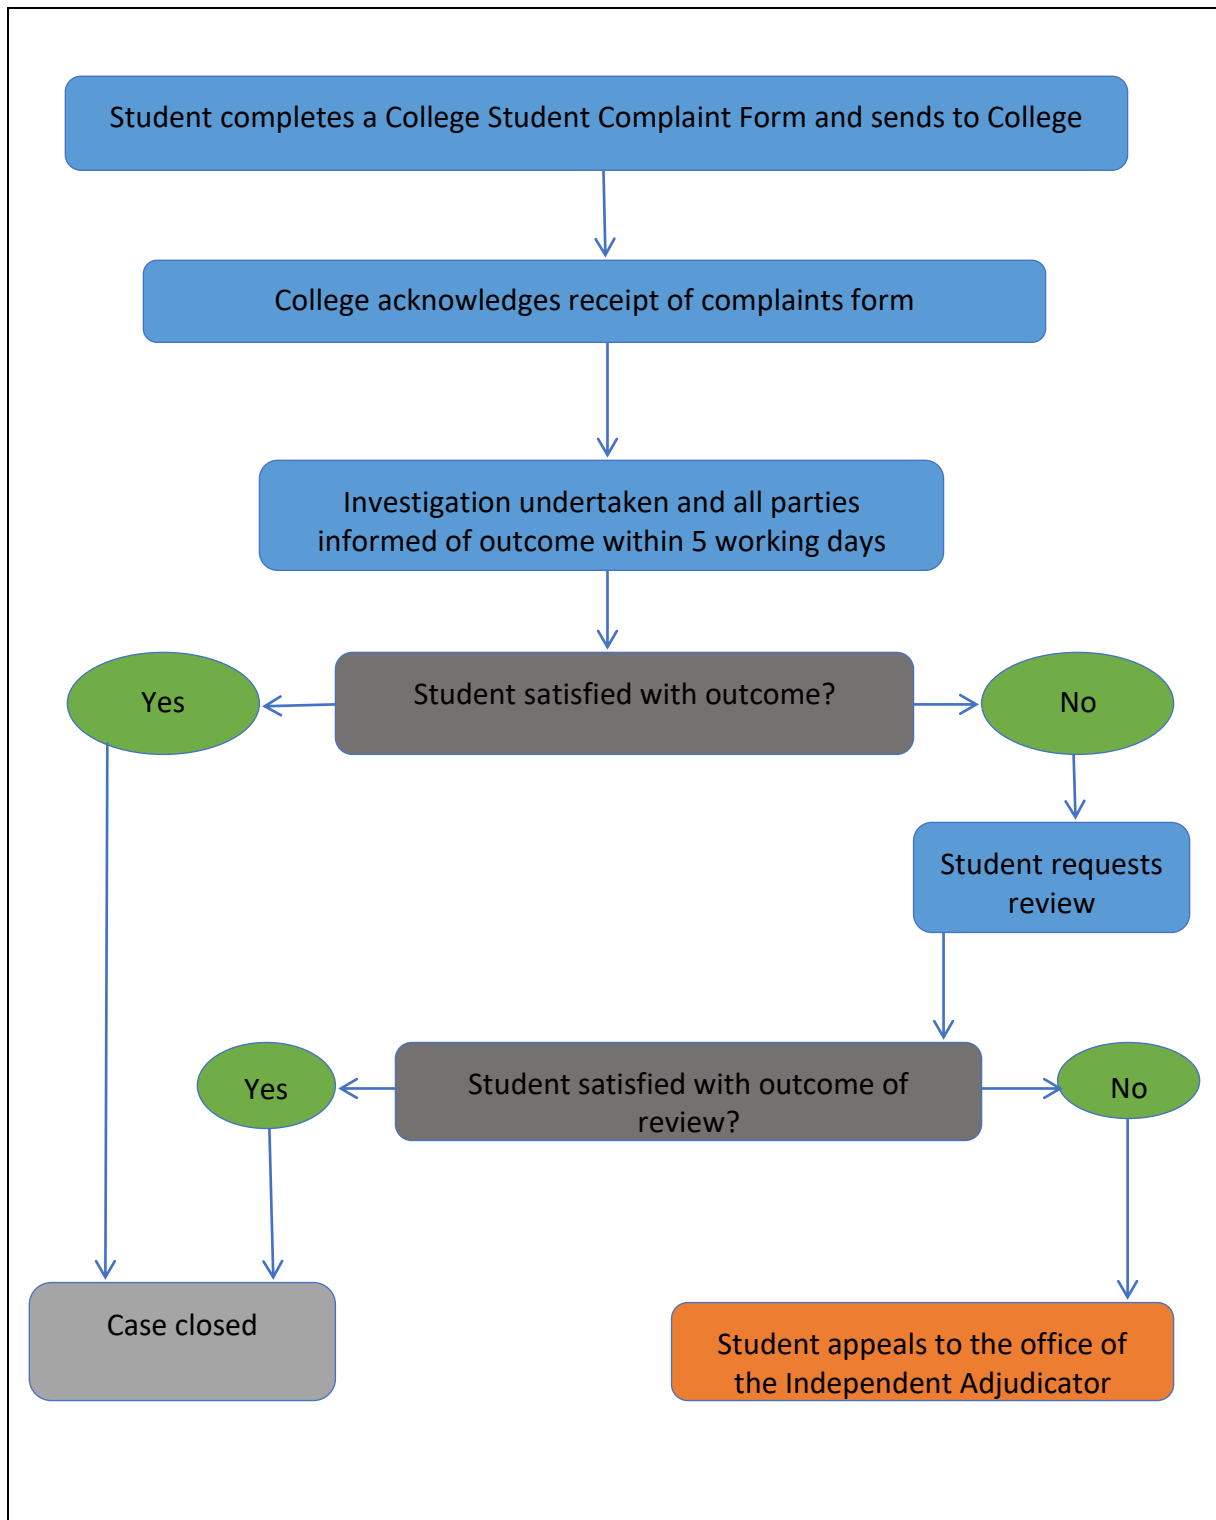 Student completes a College Student Complaint Form and sends to College
College acknowledges receipt of complaints form
Investigation undertaken and all parties
informed of outcome within 5 working days
Yes
Student satisfied with outcome?
No
Student requests
review
Yes
Student satisfied with outcome of
review?
No
Case closed
Student appeals to the office of
the Independent Adjudicator